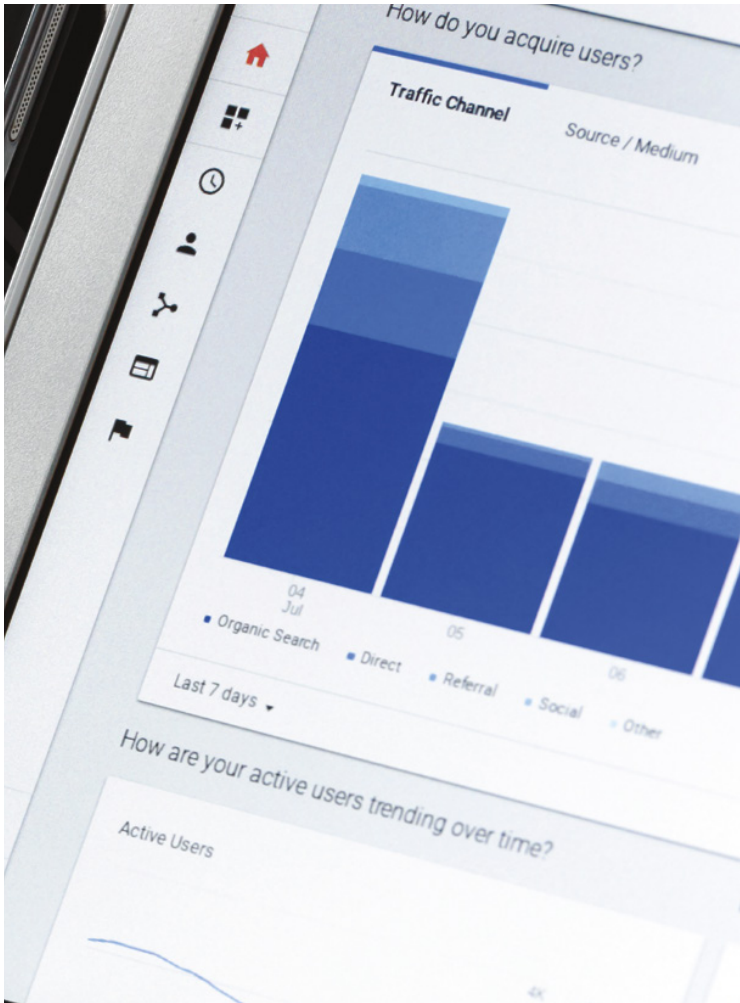 How do you acquire users?
Traffic Channel
Source / Medium
04
Jul
05
06
Organic Search
Direct
Referral
Social
Other
Last 7 days
How are your active users trending over time?
Active Users
4K